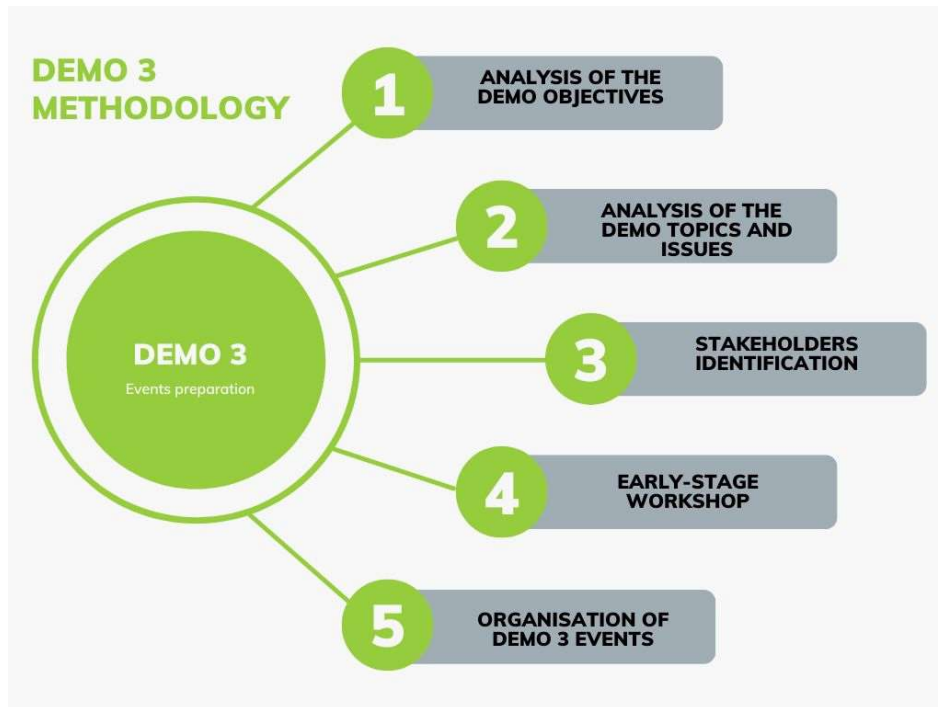 DEMO 3
METHODOLOGY
1
ANALYSIS OF THE
DEMO OBJECTIVES
2
ANALYSIS OF THE
DEMO TOPICS AND
ISSUES
3
STAKEHOLDERS
IDENTIFICATION
DEMO 3
Events preparation
4
EARLY-STAGE
WORKSHOP
5
ORGANISATION OF
DEMO 3 EVENTS